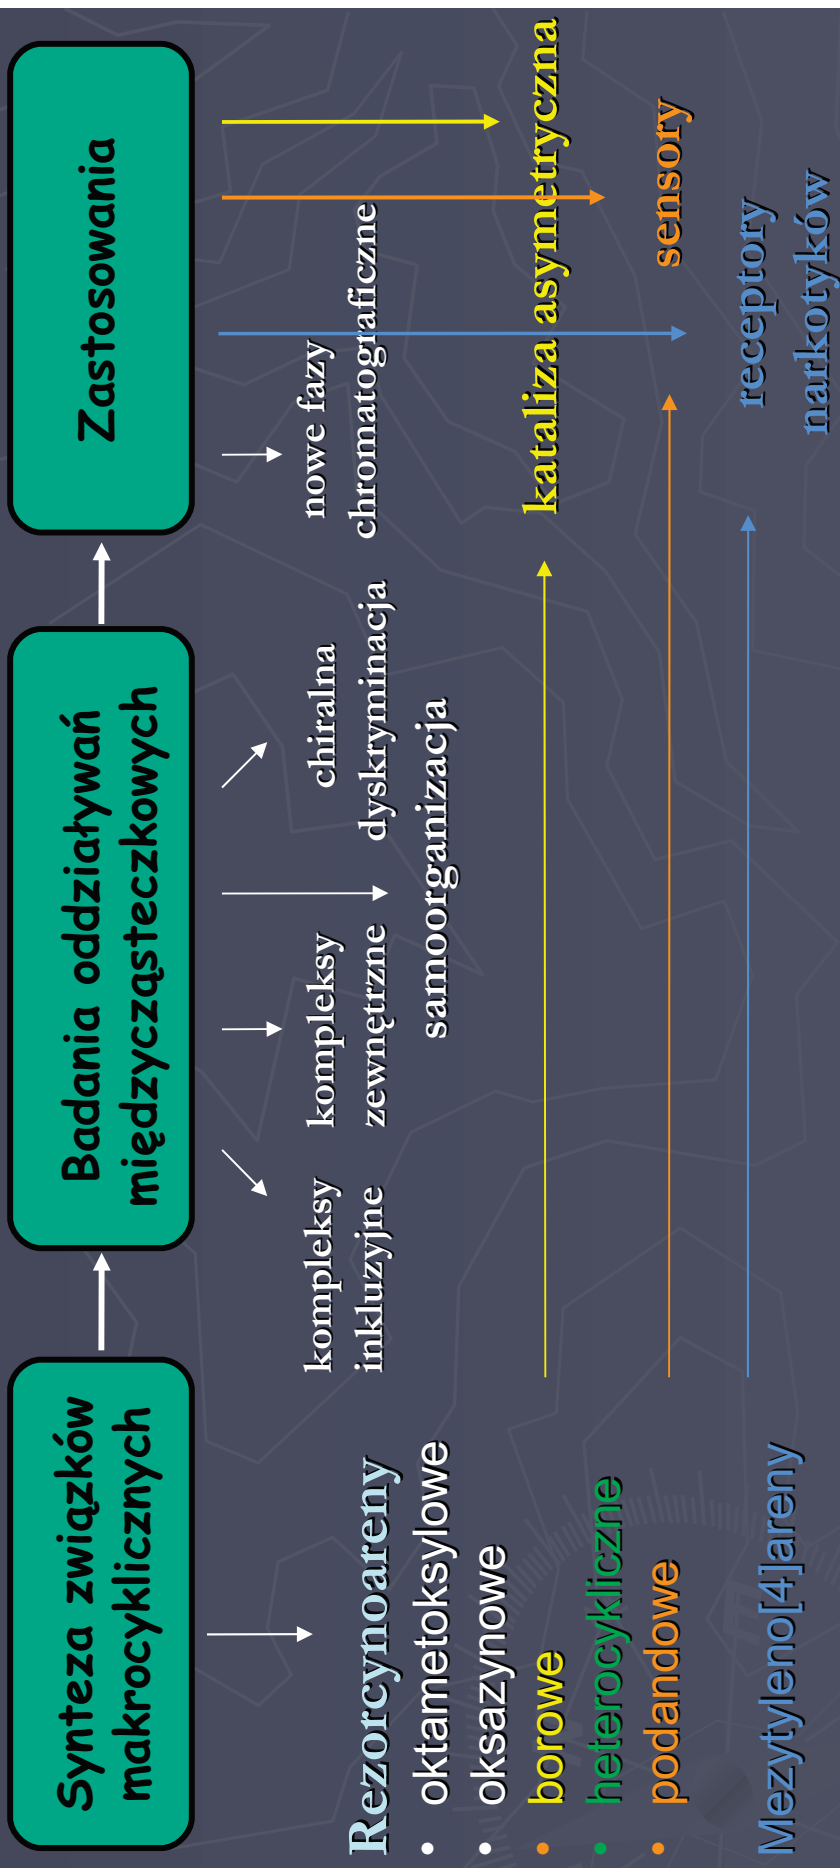 Synteza związków
makrocyklicznych
Badania oddziaływań
międzycząsteczkowych
Zastosowania
kompleksy
inkluzyjne
kompleksy
zewnętrzne
chiralna
dyskryminacja
samoorganizacja
nowe fazy
chromatograficzne
Rezorcynoareny
• oktametoksylowe
• oksazynowe
• borowe
• heterocykliczne
• podandowe
Mezytyleno[4]areny
kataliza asymetryczna
sensory
receptory
narkotyków